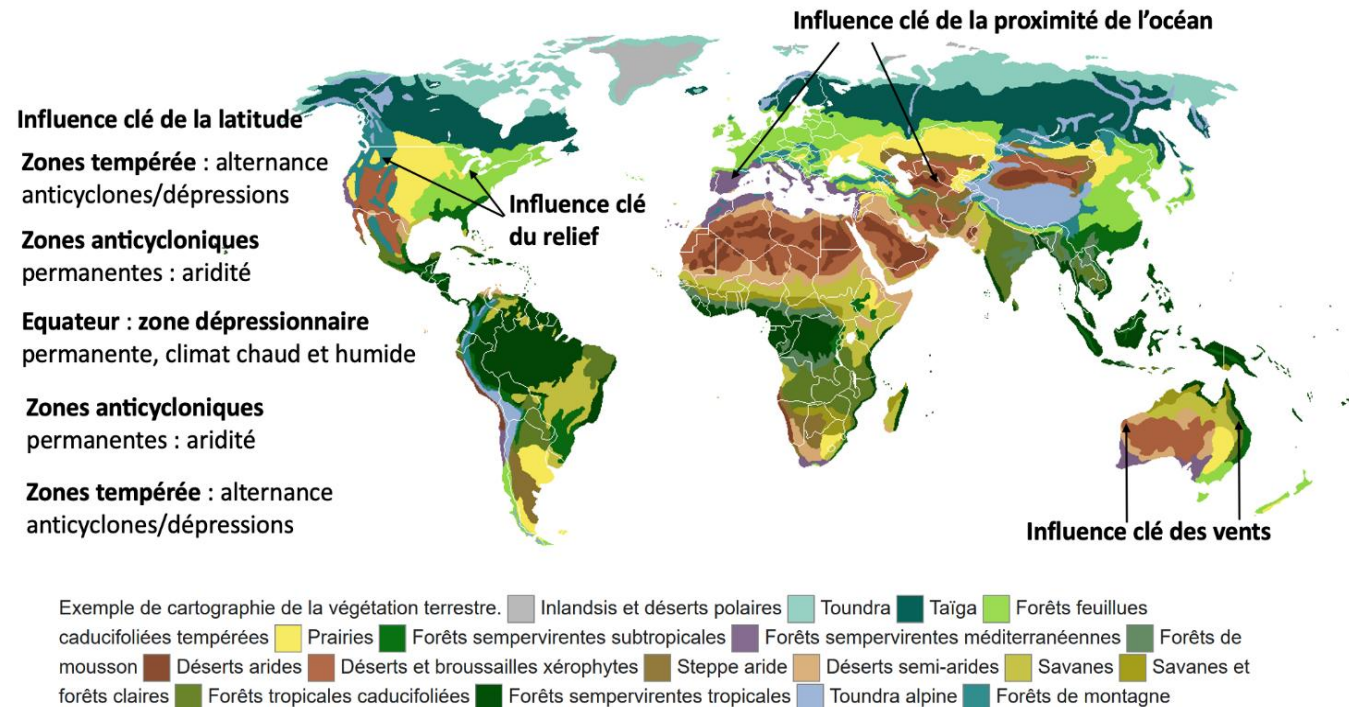 Influence clé de la proximité de l'océan
Influence clé de la latitude
Zones tempérée : alternance
anticyclones/dépressions
Influence clé
du relief
Zones anticycloniques
permanentes : aridité
Equateur : zone dépressionnaire
permanente, climat chaud et humide
Zones anticycloniques
permanentes : aridité
Zones tempérée : alternance
anticyclones/dépressions
Influence clé des vents
Exemple de cartographie de la végétation terrestre. Inlandsis et déserts polaires Toundra Taïga Forêts feuillues
caducifoliées tempérées Prairies Forêts sempervirentes subtropicales Forêts sempervirentes méditerranéennes Forêts de
mousson Déserts arides Déserts et broussailles xérophytes Steppe aride Déserts semi-arides Savanes Savanes et
forêts claires Forêts tropicales caducifoliées Forêts sempervirentes tropicales Toundra alpine Forêts de montagne